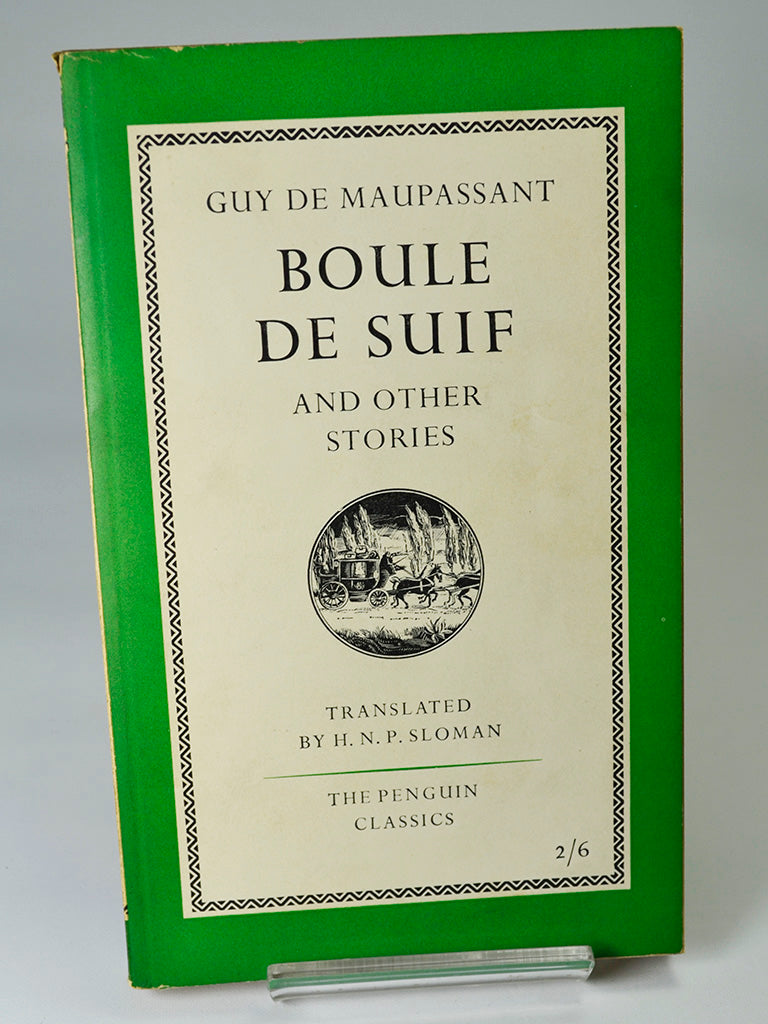 GUY DE MAUPASSANT
BOULE
DE SUIF
AND OTHER
STORIES
TRANSLATED
BY H. N. P. SLOMAN
THE PENGUIN
CLASSICS
2/6